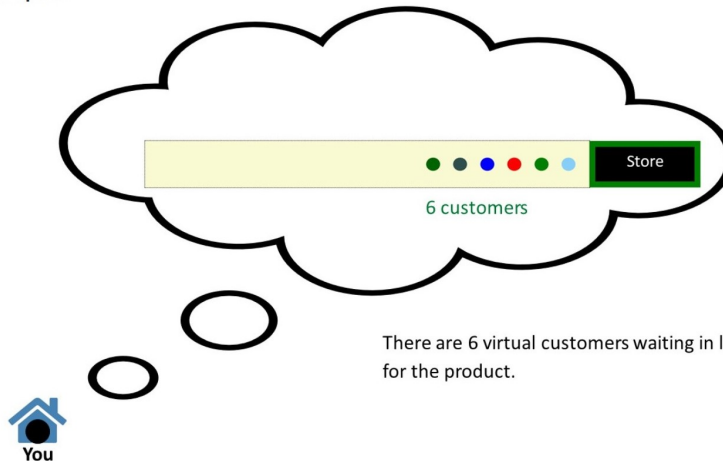 Store
6 customers
There are 6 virtual customers waiting in
for the product.
You